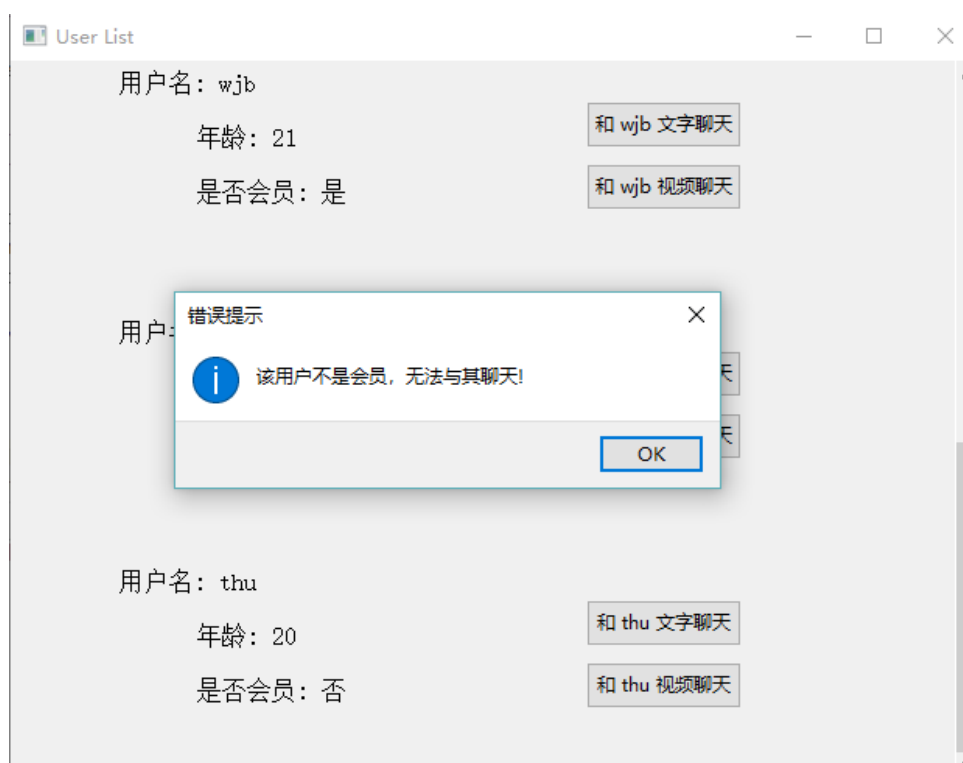 User List
用户名: wjb
年龄: 21
和 wjb 文字聊天
是否会员: 是
和 wjb 视频聊天
错误提示
用户
该用户不是会员，无法与其聊天!
OK
用户名: thu
年龄: 20
和 thu 文字聊天
是否会员: 否
和 thu 视频聊天